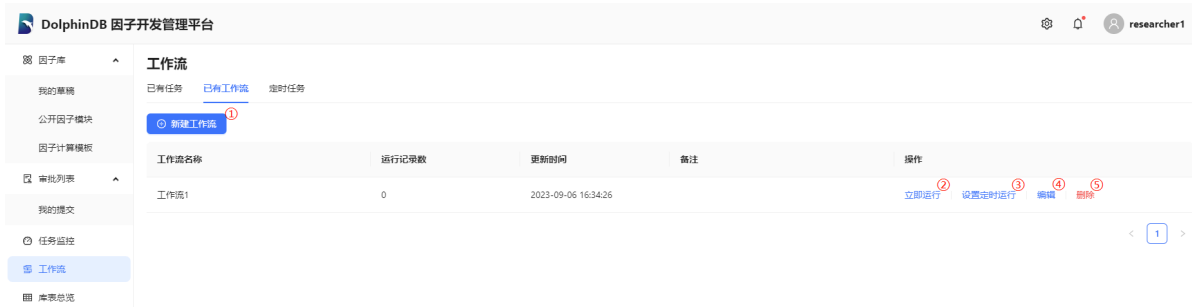 DolphinDB 因子开发管理平台
researcher1
因子库
我的草稿
公开因子模块
因子计算模板
审批列表
我的提交
任务监控
工作流
库表总览
工作流
已有任务 已有工作流 定时任务
① 新建工作流
工作流名称 运行记录数 更新时间 备注 操作
② ③ ④ ⑤
工作流1 0 2023-09-06 16:34:26 立即运行 设置定时运行 编辑 删除
< 1 >